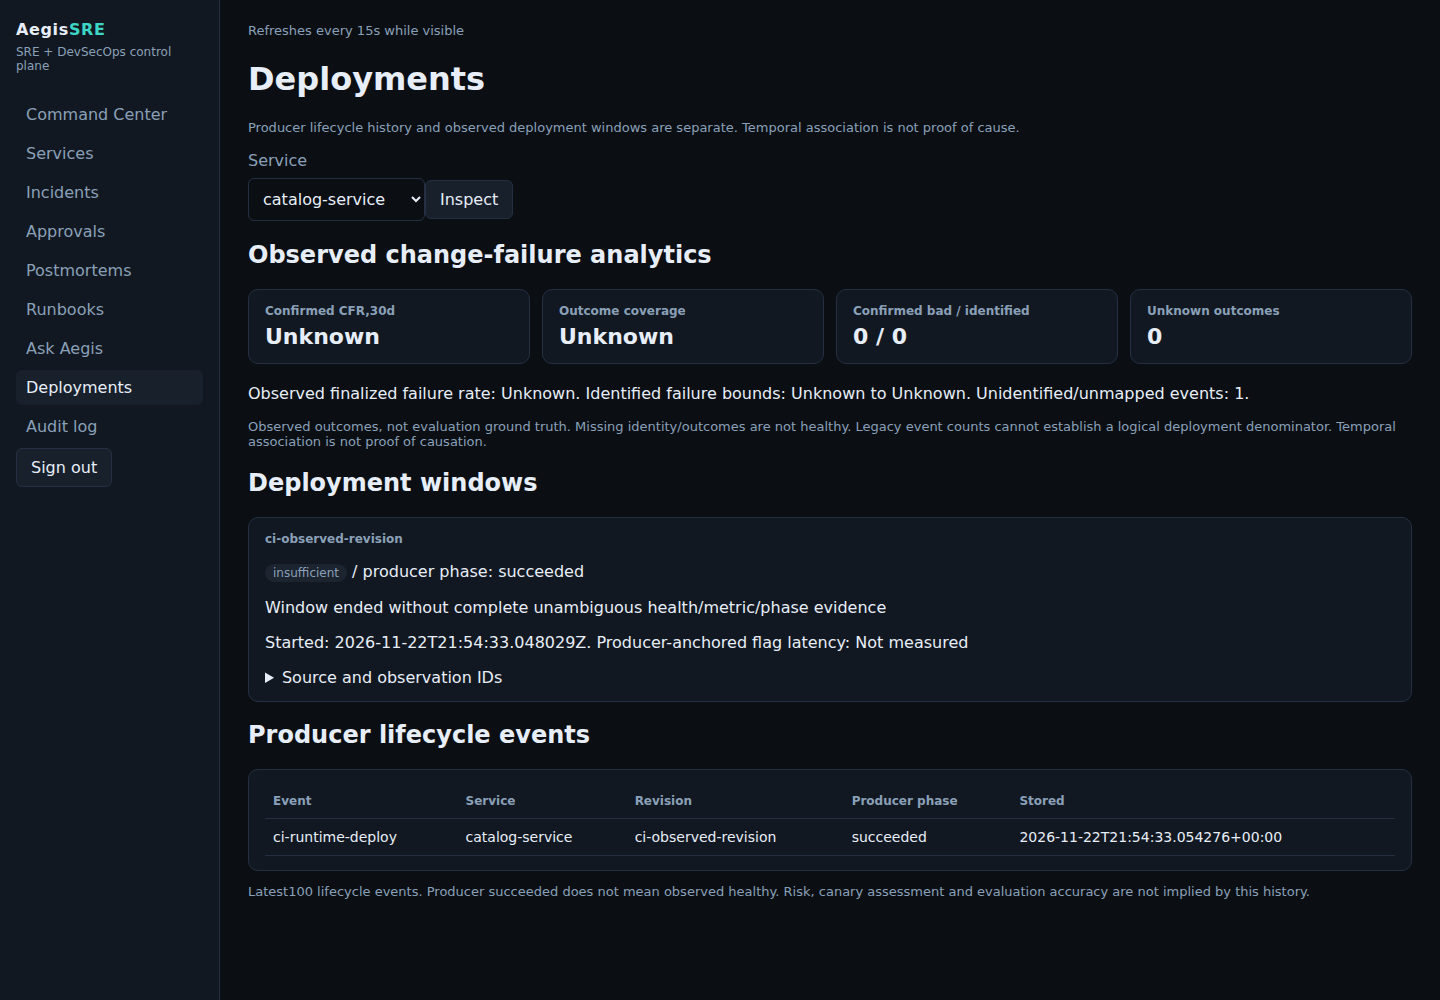 AegisSRE
SRE + DevSecOps control
plane
Command Center
Services
Incidents
Approvals
Postmortems
Runbooks
Ask Aegis
Deployments
Audit log
Sign out
Refreshes every 15s while visible
Deployments
Producer lifecycle history and observed deployment windows are separate. Temporal association is not proof of cause.
Service
catalog-service Inspect
Observed change-failure analytics
Confirmed CFR,30d Outcome coverage Confirmed bad / identified Unknown outcomes
Unknown Unknown 0 / 0 0
Observed finalized failure rate: Unknown. Identified failure bounds: Unknown to Unknown. Unidentified/unmapped events: 1.
Observed outcomes, not evaluation ground truth. Missing identity/outcomes are not healthy. Legacy event counts cannot establish a logical deployment denominator. Temporal
association is not proof of causation.
Deployment windows
ci-observed-revision
insufficient / producer phase: succeeded
Window ended without complete unambiguous health/metric/phase evidence
Started: 2026-11-22T21:54:33.048029Z. Producer-anchored flag latency: Not measured
Source and observation IDs
Producer lifecycle events
Event Service Revision Producer phase Stored
ci-runtime-deploy catalog-service ci-observed-revision succeeded 2026-11-22T21:54:33.054276+00:00
Latest100 lifecycle events. Producer succeeded does not mean observed healthy. Risk, canary assessment and evaluation accuracy are not implied by this history.